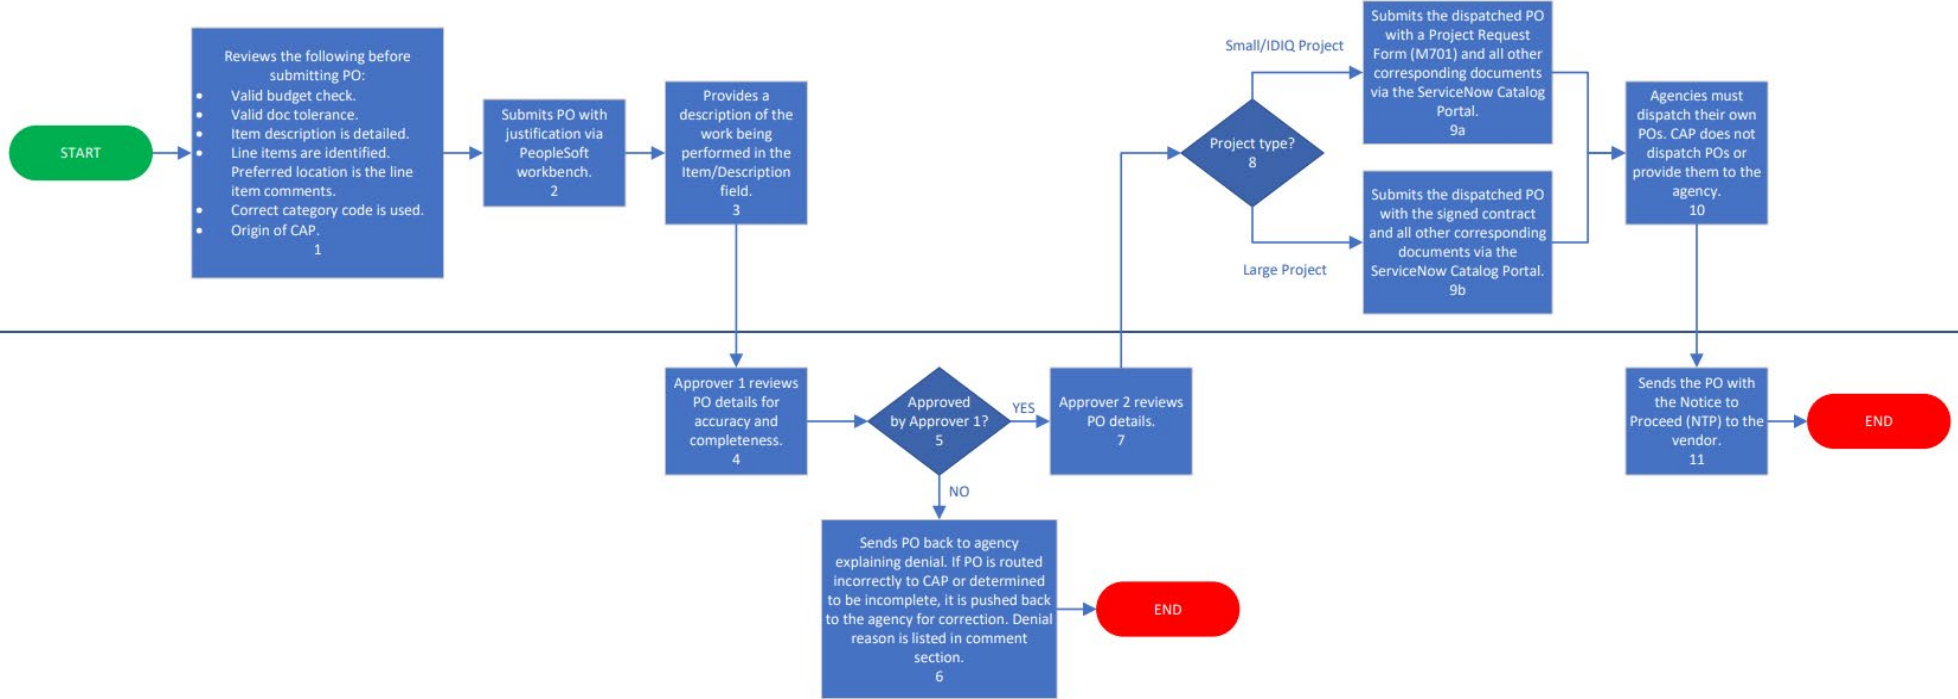 START
Reviews the following before
submitting PO:
• Valid budget check.
• Valid doc tolerance.
• Item description is detailed.
• Line items are identified.
Preferred location is the line
item comments.
• Correct category code is used.
• Origin of CAP.
1
Submits PO with
justification via
PeopleSoft
workbench.
2
Provides a
description of the
work being
performed in the
Item/Description
field.
3
Approver 1 reviews
PO details for
accuracy and
completeness.
4
Approved
by Approver 1?
5
YES
NO
Sends PO back to agency
explaining denial. If PO is routed
incorrectly to CAP or determined
to be incomplete, it is pushed back
to the agency for correction. Denial
reason is listed in comment
section.
6
END
Approver 2 reviews
PO details.
7
Project type?
8
Small/IDIQ Project
Large Project
Submits the dispatched PO
with a Project Request
Form (M701) and all other
corresponding documents
via the ServiceNow Catalog
Portal.
9a
Submits the dispatched PO
with the signed contract
and all other corresponding
documents via the
ServiceNow Catalog Portal.
9b
Agencies must
dispatch their own
POs. CAP does not
dispatch POs or
provide them to the
agency.
10
Sends the PO with
the Notice to
Proceed (NTP) to the
vendor.
11
END